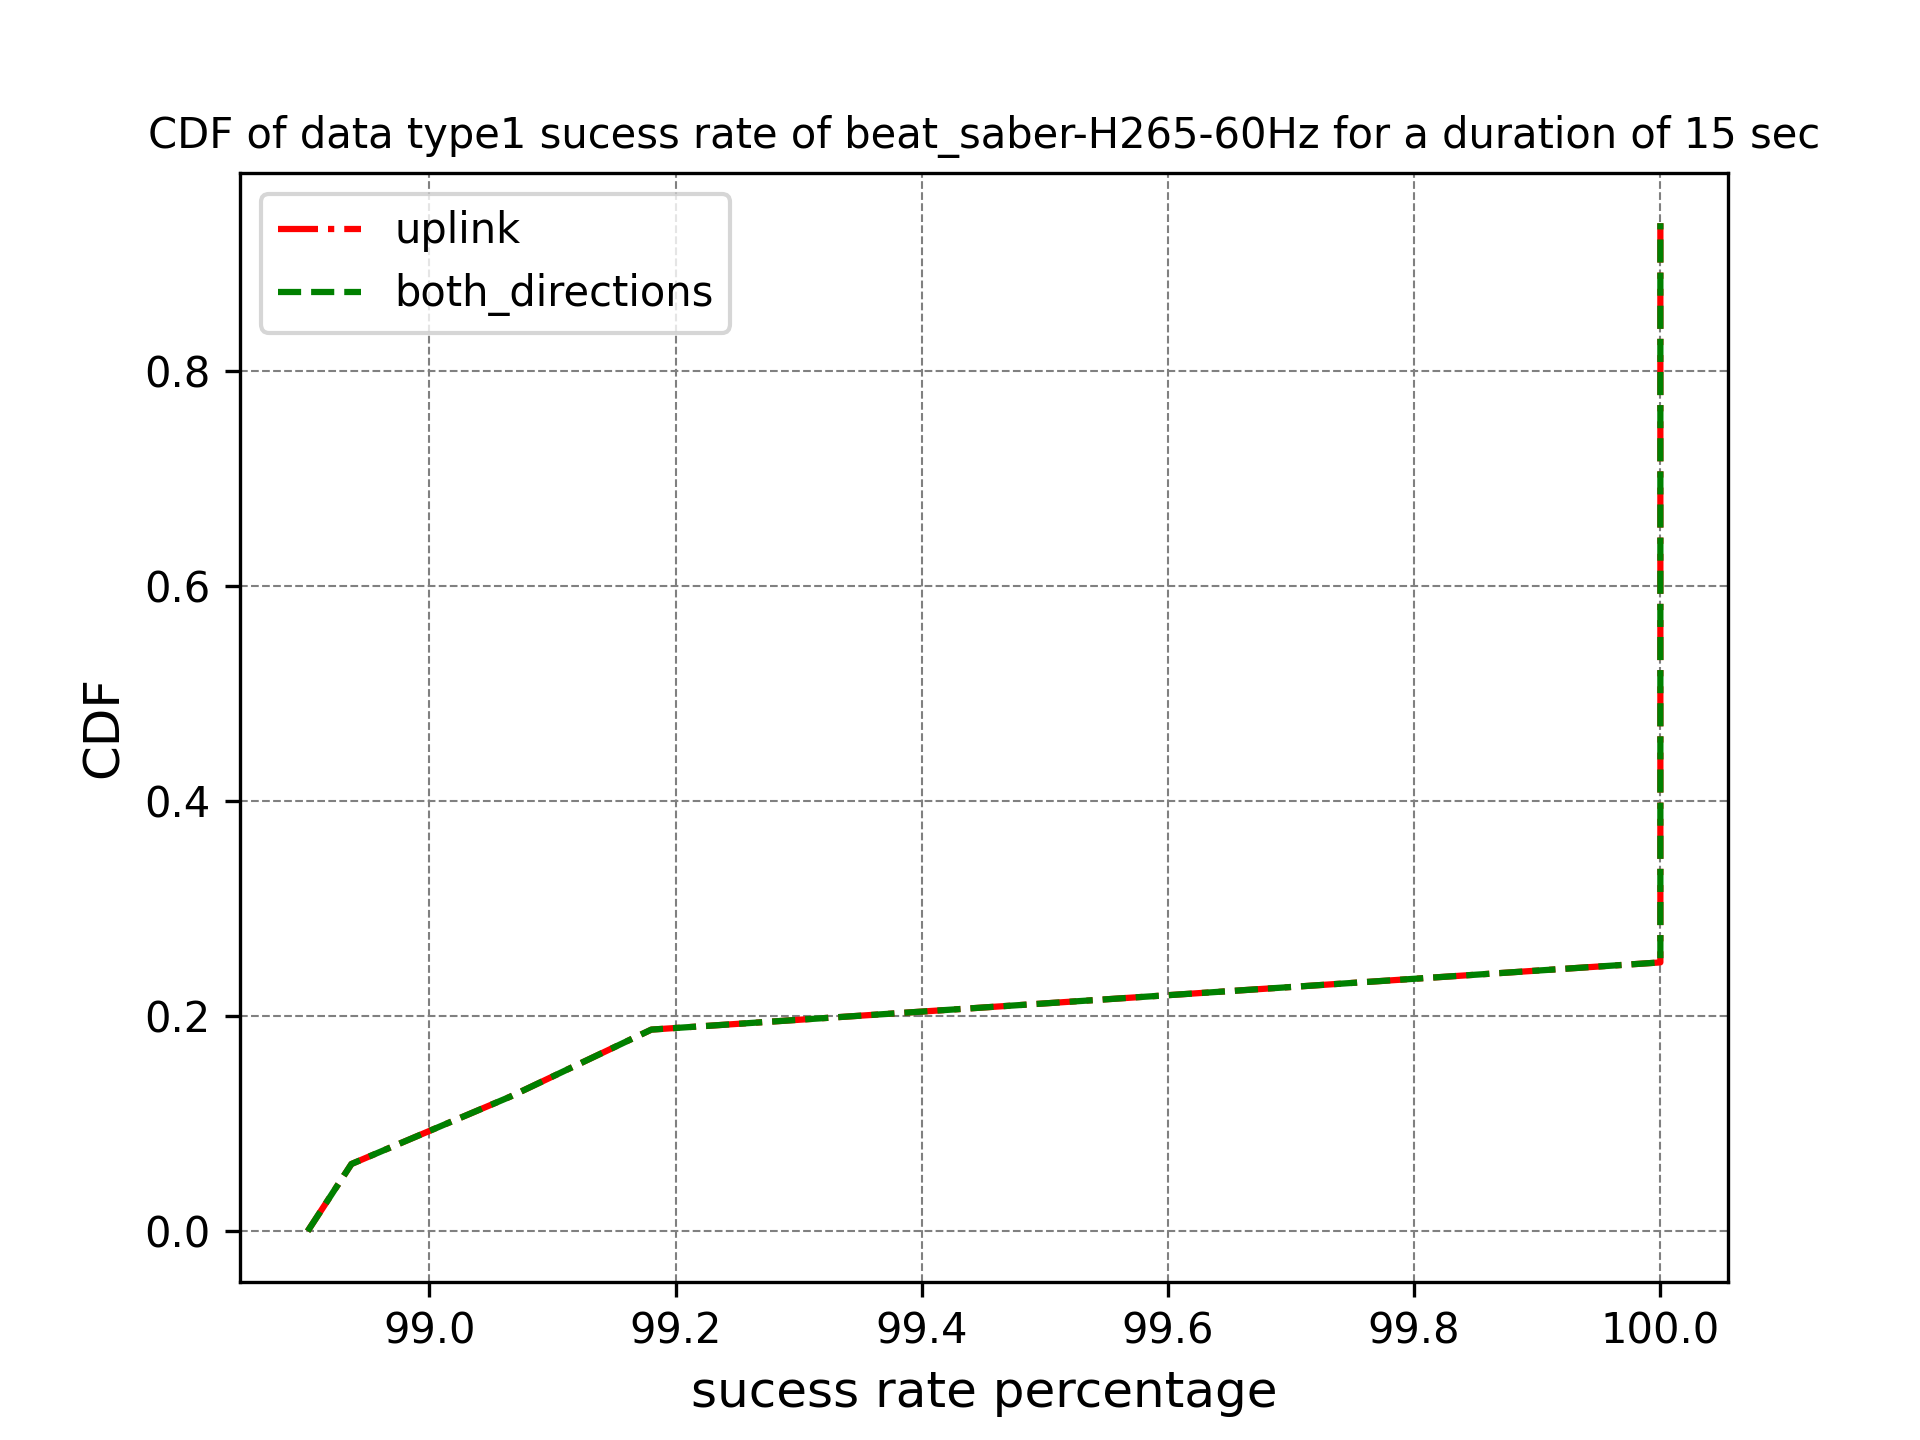 CDF of data type1 sucess rate of beat_saber-H265-60Hz for a duration of 15 sec
uplink
both_directions
0.8
0.6
0.4
0.2
0.0
CDF
99.0 99.2 99.4 99.6 99.8 100.0
sucess rate percentage